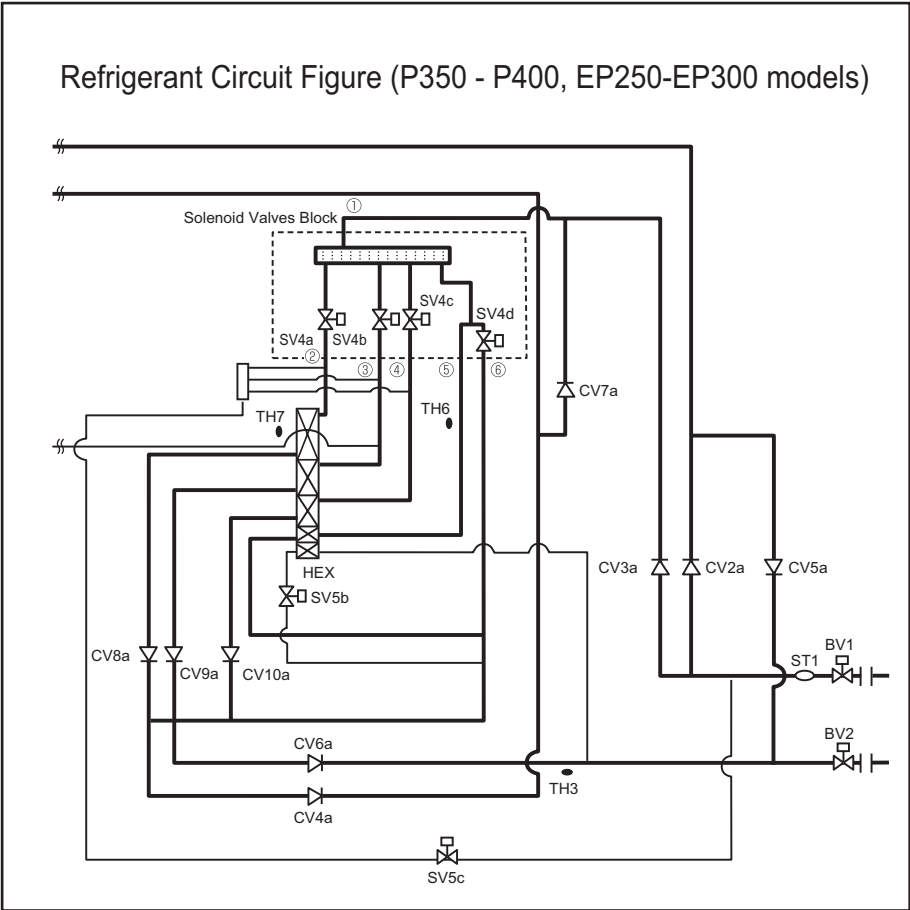 Refrigerant Circuit Figure (P350 - P400, EP250-EP300 models)
①
Solenoid Valves Block
SV4c
SV4d
SV4a
SV4b
②
③
④
⑤
⑥
CV7a
TH7
TH6
HEX
SV5b
CV3a
CV2a
CV5a
CV8a
CV9a
CV10a
ST1
BV1
CV6a
BV2
TH3
CV4a
SV5c